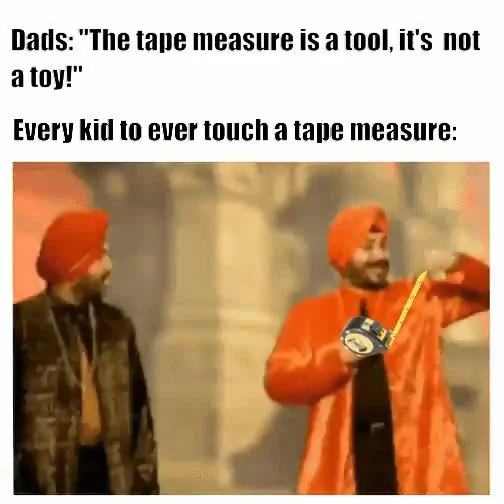 Dads: "The tape measure is a tool, it's not
a toy!"
Every kid to ever touch a tape measure: